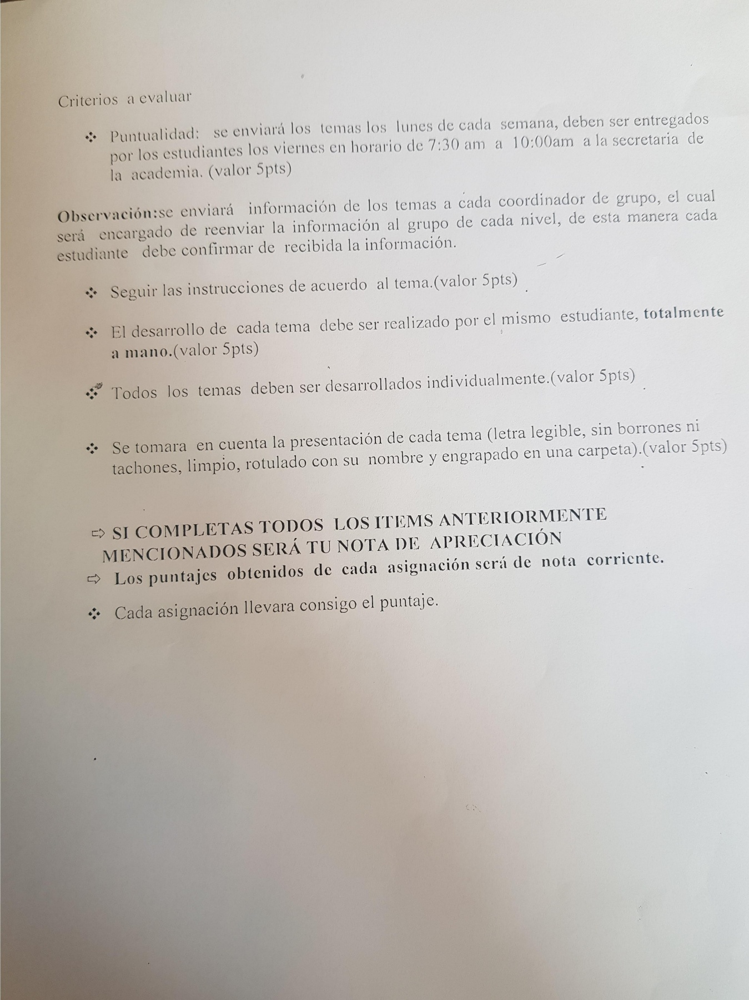 Criterios a evaluar
❖ Puntualidad: se enviará los temas los lunes de cada semana, deben ser entregados
por los estudiantes los viernes en horario de 7:30 am a 10:00am a la secretaria de
la academia. (valor 5pts)
Observación:se enviará información de los temas a cada coordinador de grupo, el cual
será encargado de reenviar la información al grupo de cada nivel, de esta manera cada
estudiante debe confirmar de recibida la información.
❖ Seguir las instrucciones de acuerdo al tema.(valor 5pts)
❖ El desarrollo de cada tema debe ser realizado por el mismo estudiante, totalmente
a mano.(valor 5pts)
❖ Todos los temas deben ser desarrollados individualmente.(valor 5pts)
❖ Se tomara en cuenta la presentación de cada tema (letra legible, sin borrones ni
tachones, limpio, rotulado con su nombre y engrapado en una carpeta).(valor 5pts)
⇨ SI COMPLETAS TODOS LOS ITEMS ANTERIORMENTE
MENCIONADOS SERÁ TU NOTA DE APRECIACIÓN
⇨ Los puntajes obtenidos de cada asignación será de nota corriente.
❖ Cada asignación llevara consigo el puntaje.